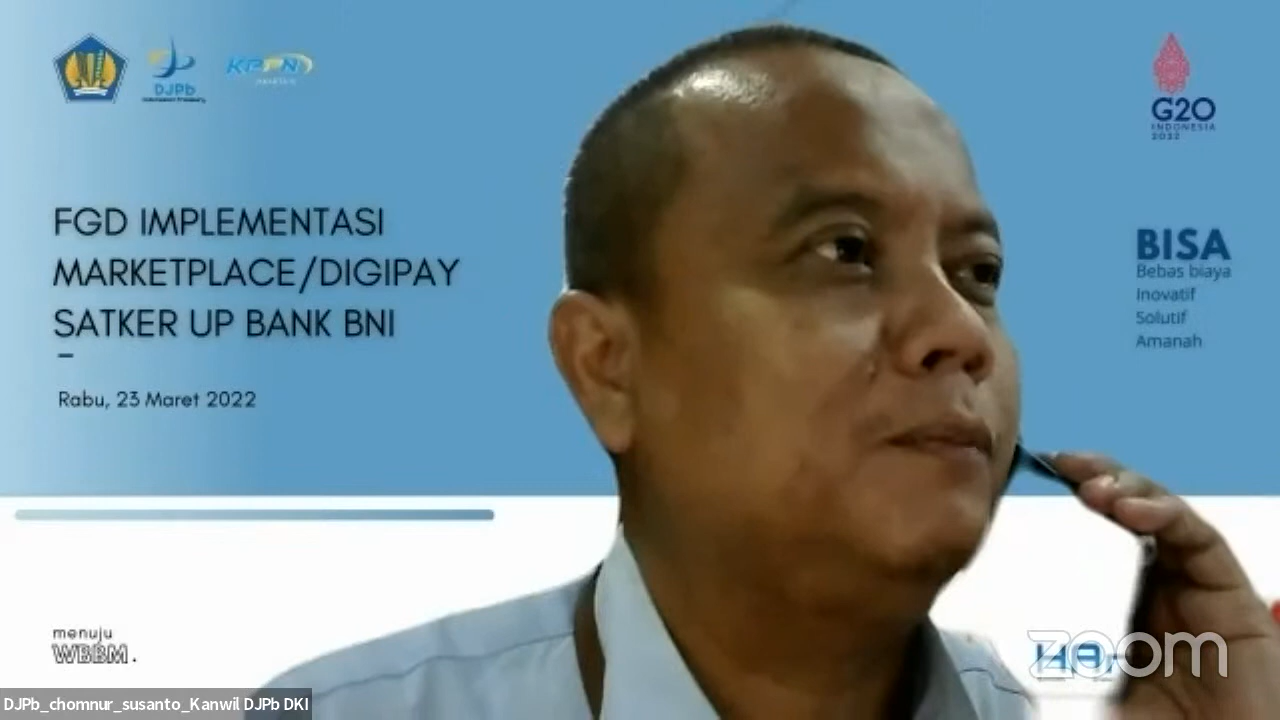 DJPb
KPPN
G20
INDONESIA
2022
FGD IMPLEMENTASI
MARKETPLACE/DIGIPAY
SATKER UP BANK BNI
Rabu, 23 Maret 2022
BISA
Bebas biaya
Inovatif
Solutif
Amanah
menuju
WBBM.
zoom
DJPb_chomnur_susanto_Kanwil DJPb DKI